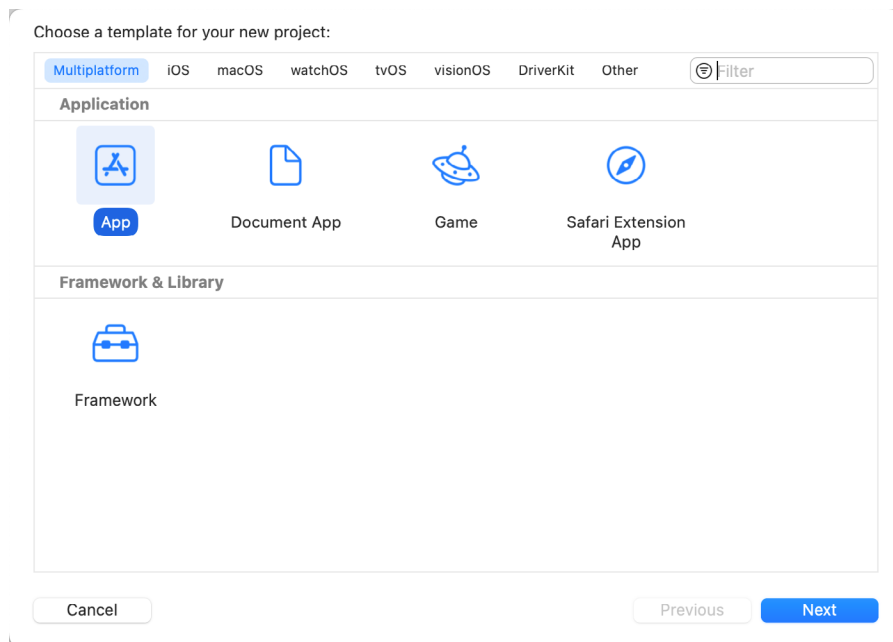 Choose a template for your new project:
Multiplatform iOS macOS watchOS tvOS visionOS DriverKit Other Filter
Application
App Document App Game Safari Extension App
Framework & Library
Framework
Cancel Previous Next